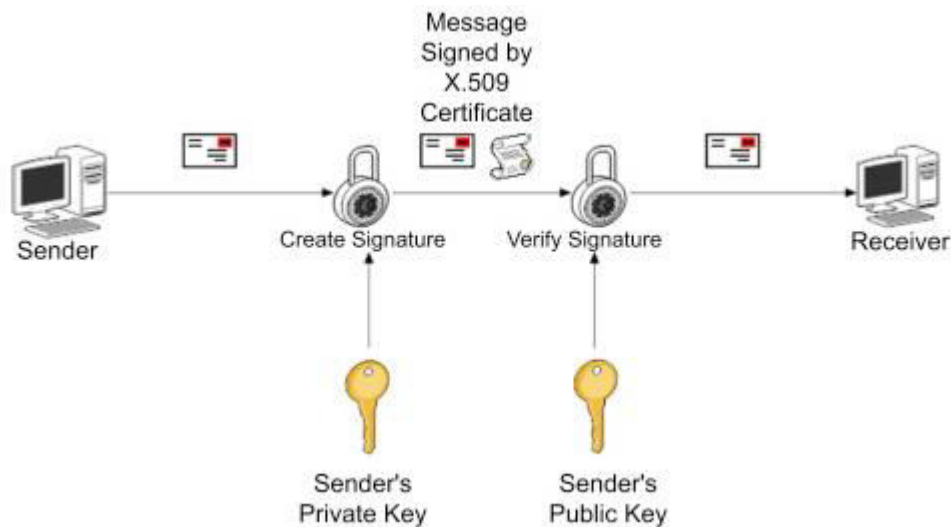 Message
Signed by
X.509
Certificate
Sender
Create Signature
Verify Signature
Receiver
Sender's
Private Key
Sender's
Public Key